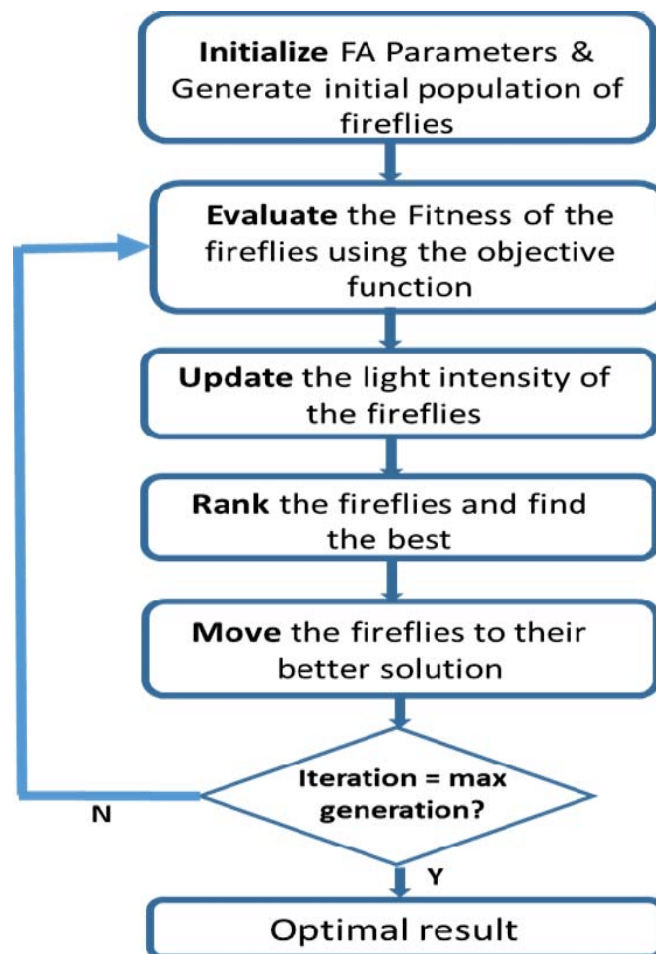 Initialize FA Parameters &
Generate initial population of
fireflies
Evaluate the Fitness of the
fireflies using the objective
function
Update the light intensity of
the fireflies
Rank the fireflies and find
the best
Move the fireflies to their
better solution
Iteration = max
generation?
N
Y
Optimal result